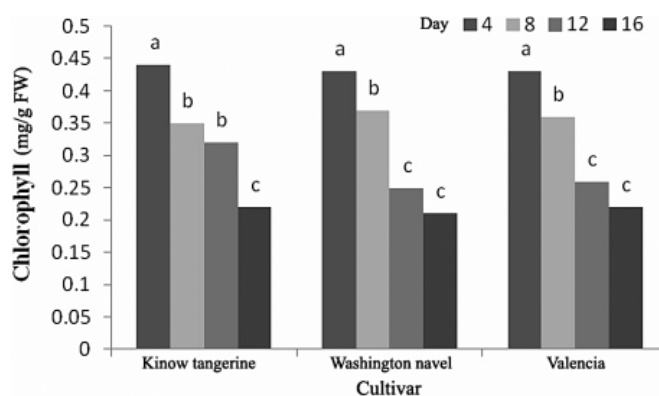 Day 4 8 12 16
Chlorophyll (mg/g FW)
0.5
0.45
0.4
0.35
0.3
0.25
0.2
0.15
0.1
0.05
0
a b b c a b c c a b c c
Kinow tangerine Washington navel Valencia
Cultivar